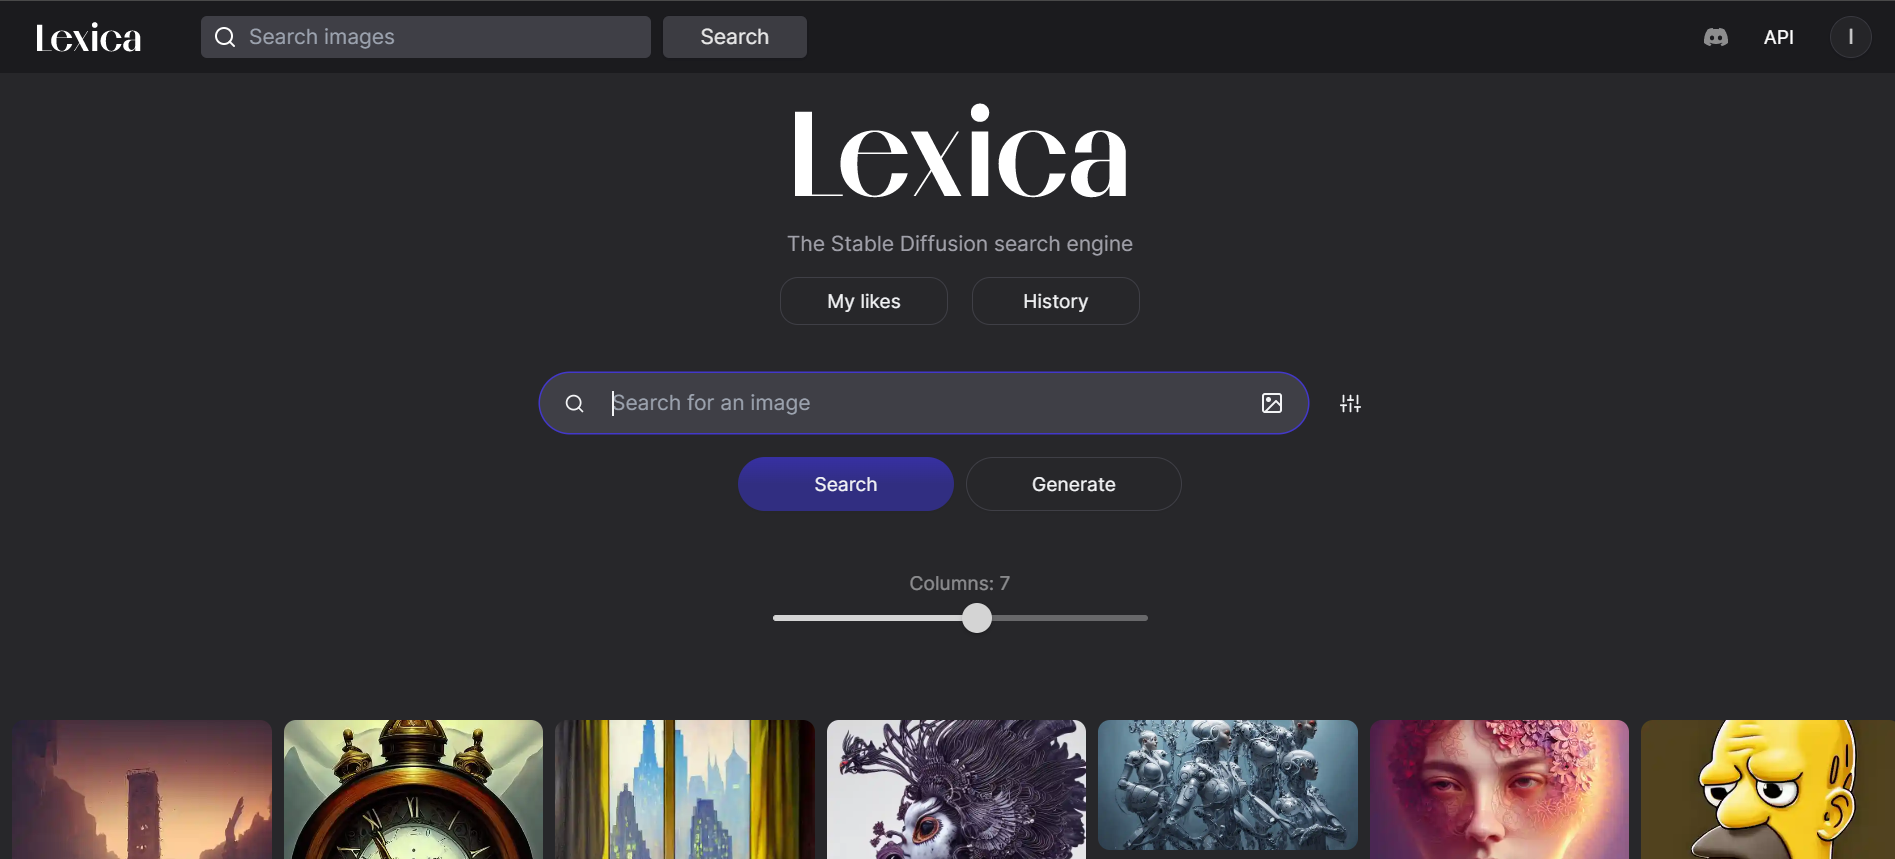 Lexica
Search images
Search
API
I
Lexica
The Stable Diffusion search engine
My likes
History
Search for an image
Search
Generate
Columns: 7
XII